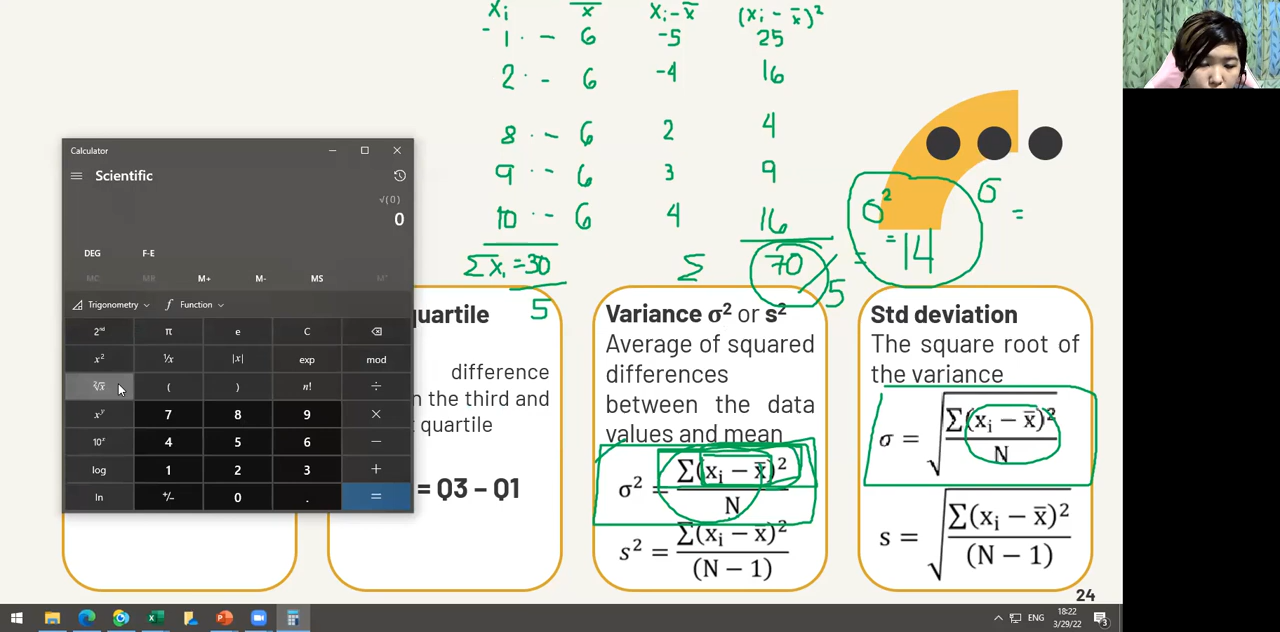 xᵢ x̄ xᵢ-x̄ (xᵢ - x̄)²
1 - 6 -5 25
2 - 6 -4 16
8 - 6 2 4
9 - 6 3 9
10 - 6 4 16
Σxᵢ =30 Σ 70 =
5 5
σ² = 14
σ =
Calculator
Scientific
√(0)
0
DEG F-E
MC MR M+ M- MS M˅
Trigonometry Function
2ⁿᵈ π e C
x² ¹/x |x| exp mod
²√x ( ) n! ÷
xʸ 7 8 9 ×
10ˣ 4 5 6 −
log 1 2 3 +
ln +/− 0 . =
quartile
difference
the third and
quartile
= Q3 – Q1
Variance σ² or s²
Average of squared
differences
between the data
values and mean
σ² = Σ(xᵢ − x̄)² / N
s² = Σ(xᵢ − x̄)² / (N − 1)
Std deviation
The square root of
the variance
σ = √(Σ(xᵢ − x̄)² / N)
s = √(Σ(xᵢ − x̄)² / (N − 1))
24
ENG
18:22
3/29/22